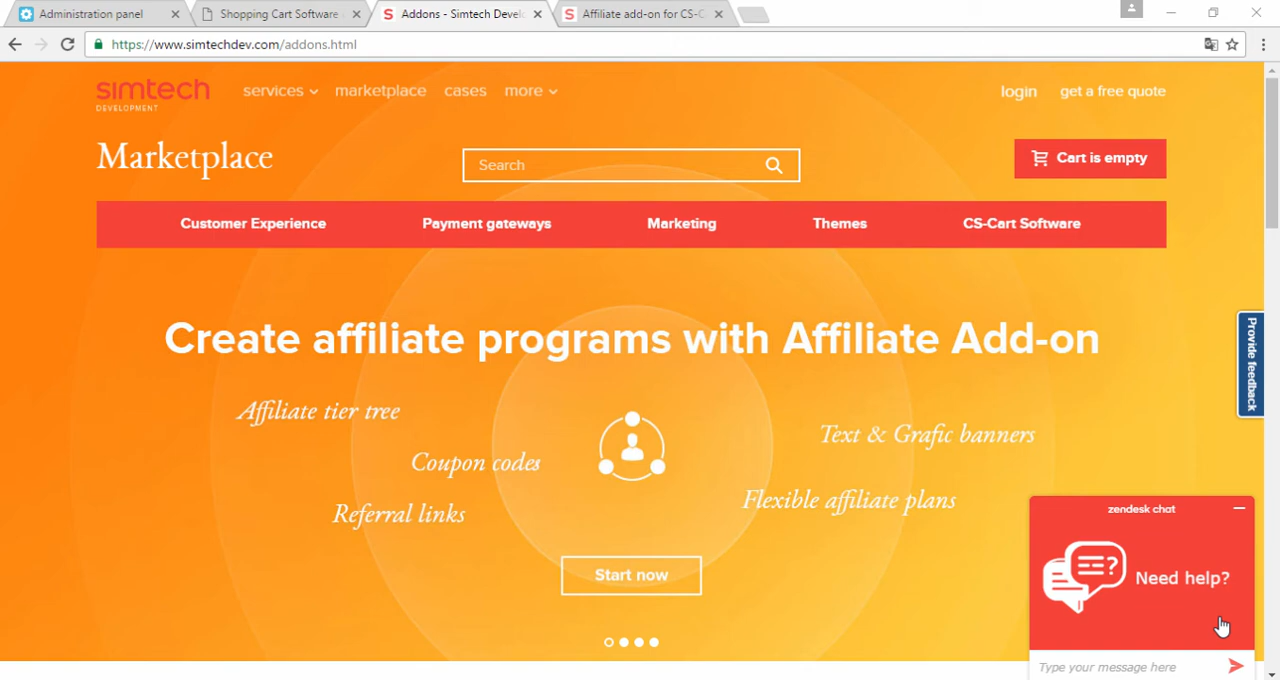 Administration panel
Shopping Cart Software
Addons - Simtech Devel
Affiliate add-on for CS-C
https://www.simtechdev.com/addons.html
simtech
DEVELOPMENT
services
marketplace
cases
more
login
get a free quote
Marketplace
Search
Cart is empty
Customer Experience
Payment gateways
Marketing
Themes
CS-Cart Software
Create affiliate programs with Affiliate Add-on
Affiliate tier tree
Coupon codes
Referral links
Text & Grafic banners
Flexible affiliate plans
Start now
Provide feedback
zendesk chat
Need help?
Type your message here